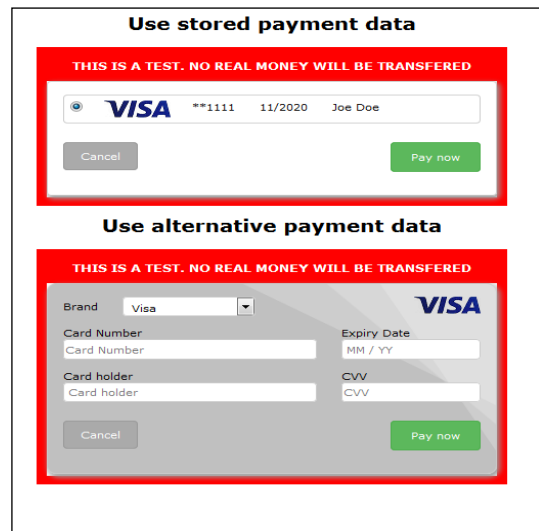 Use stored payment data
THIS IS A TEST. NO REAL MONEY WILL BE TRANSFERED
VISA **1111 11/2020 Joe Doe
Cancel Pay now
Use alternative payment data
THIS IS A TEST. NO REAL MONEY WILL BE TRANSFERED
Brand Visa VISA
Card Number Expiry Date
Card Number MM / YY
Card holder CVV
Card holder CVV
Cancel Pay now